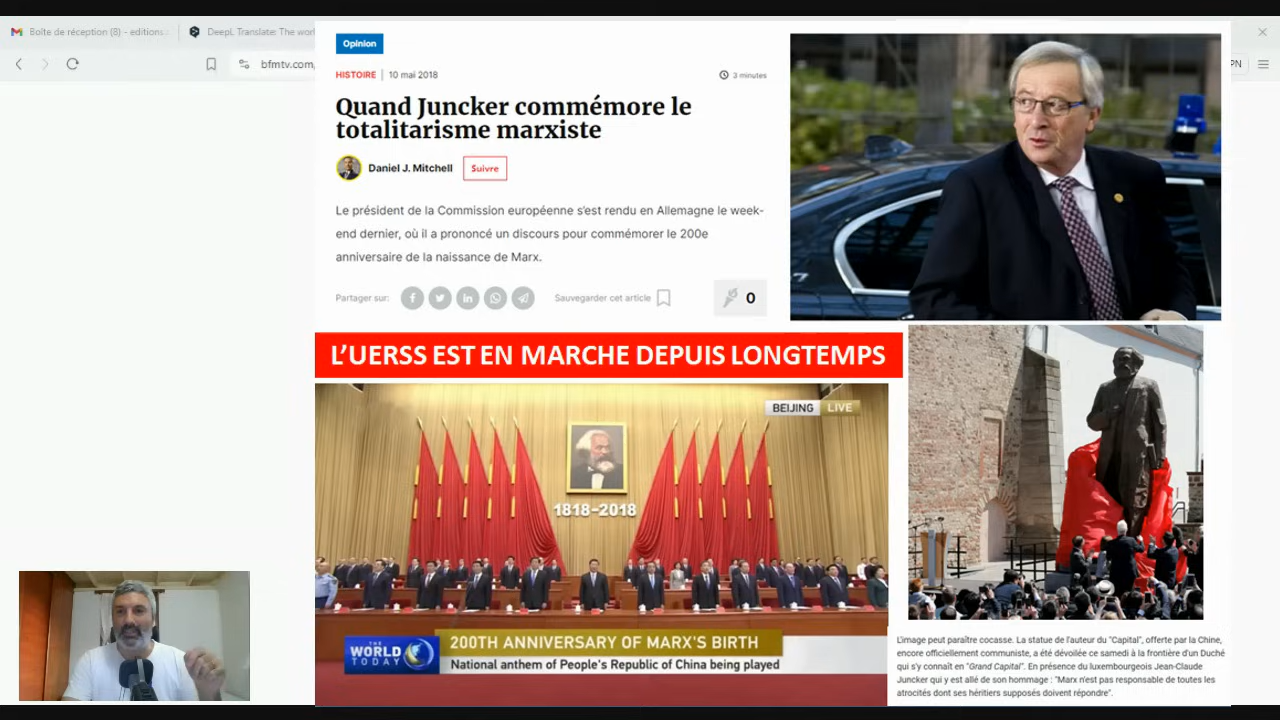 Boîte de réception (8) - editions
DeepL Translate: The wor
bfmtv.com,
PN
Opinion
HISTOIRE | 10 mai 2018
3 minutes
Quand Juncker commémore le
totalitarisme marxiste
Daniel J. Mitchell
Suivre
Le président de la Commission européenne s'est rendu en Allemagne le week-
end dernier, où il a prononcé un discours pour commémorer le 200e
anniversaire de la naissance de Marx.
Partager sur:
Sauvegarder cet article
0
L'UERSS EST EN MARCHE DEPUIS LONGTEMPS
BEIJING LIVE
1818-2018
THE WORLD TODAY
200TH ANNIVERSARY OF MARX'S BIRTH
National anthem of People's Republic of China being played
L'image peut paraître cocasse. La statue de l'auteur du "Capital", offerte par la Chine,
encore officiellement communiste, a été dévoilée ce samedi à la frontière d'un Duché
qui s'y connaît en "Grand Capital". En présence du luxembourgeois Jean-Claude
Juncker qui y est allé de son hommage : "Marx n'est pas responsable de toutes les
atrocités dont ses héritiers supposés doivent répondre".